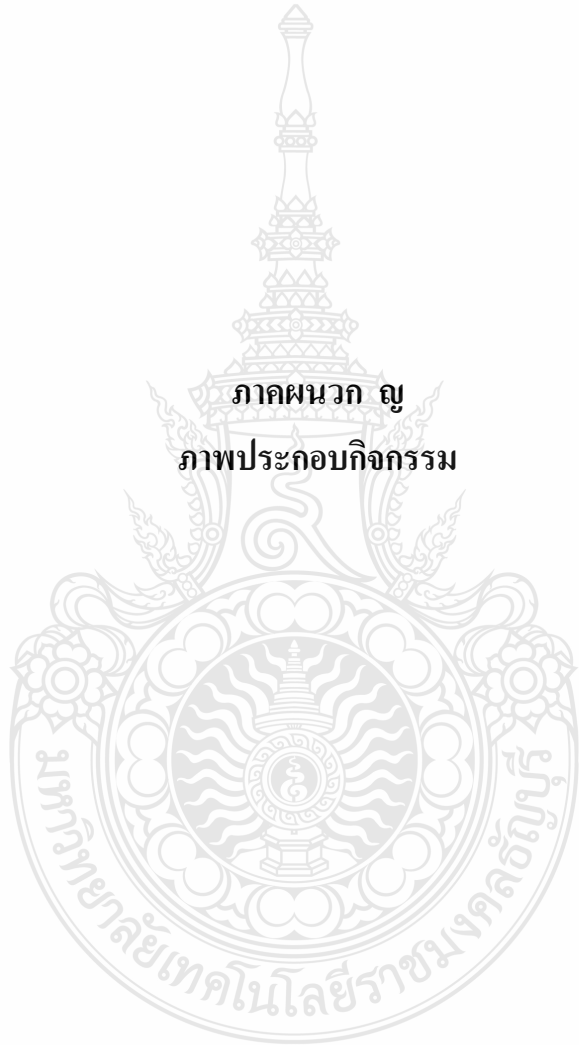 ภาคผนวก ญ
ภาพประกอบกิจกรรม
มหาวิทยาลัยเทคโนโลยีราชมงคลธัญบุรี